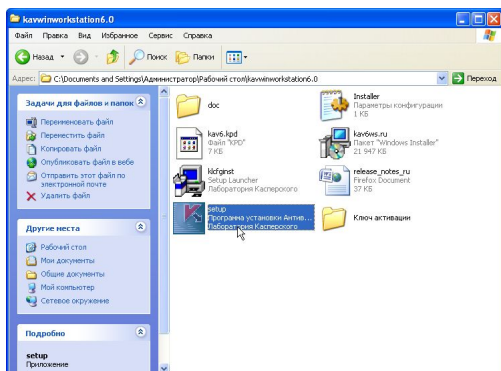 kavwinworkstation6.0
Файл Правка Вид Избранное Сервис Справка
Назад Поиск Папки
Адрес: C:\Documents and Settings\Администратор\Рабочий стол\kavwinworkstation6.0 Переход
Задачи для файлов и папок
Переименовать файл
Переместить файл
Копировать файл
Опубликовать файл в вебе
Отправить этот файл по
электронной почте
Удалить файл
Другие места
Рабочий стол
Мои документы
Общие документы
Мой компьютер
Сетевое окружение
Подробно
setup
Приложение
doc
Installer
Параметры конфигурации
1 КБ
kav6.kpd
Файл "KPD"
7 КБ
kav6ws.ru
Пакет "Windows Installer"
21 947 КБ
klcfginst
Setup Launcher
Лаборатория Касперского
release_notes_ru
Firefox Document
37 КБ
setup
Программа установки Антив...
Лаборатория Касперского
Ключ активации